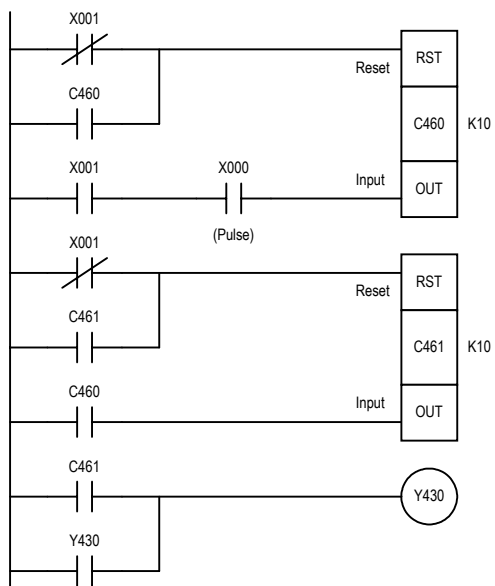 X001
Reset
RST
C460
C460
K10
X001
X000
Input
OUT
(Pulse)
X001
Reset
RST
C461
C461
K10
C460
Input
OUT
C461
Y430
Y430